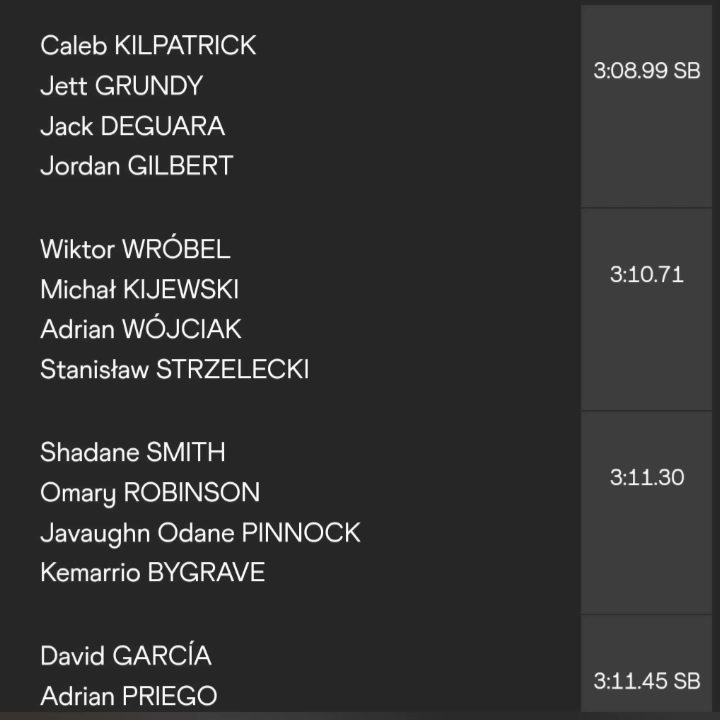 Caleb KILPATRICK
3:08.99 SB
Jett GRUNDY
Jack DEGUARA
Jordan GILBERT
Wiktor WRÓBEL
3:10.71
Michał KIJEWSKI
Adrian WÓJCIAK
Stanisław STRZELECKI
Shadane SMITH
3:11.30
Omary ROBINSON
Javaughn Odane PINNOCK
Kemarrio BYGRAVE
David GARCÍA
3:11.45 SB
Adrian PRIEGO